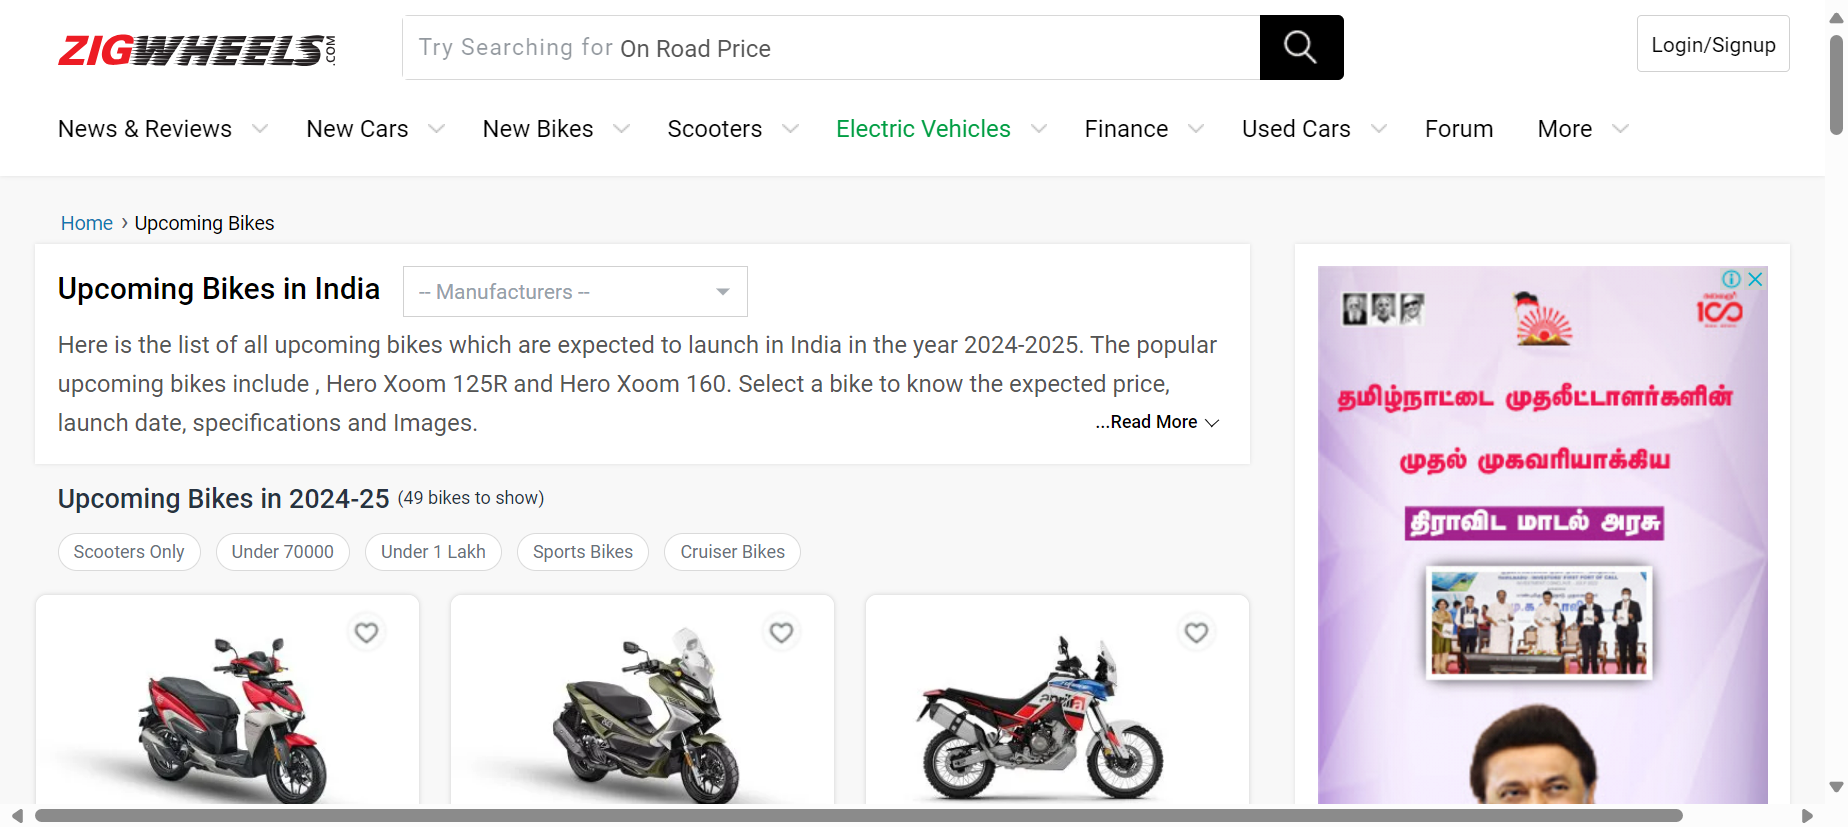 ZIGWHEELS.COM
Try Searching for On Road Price
Login/Signup
News & Reviews New Cars New Bikes Scooters Electric Vehicles Finance Used Cars Forum More
Home › Upcoming Bikes
Upcoming Bikes in India
-- Manufacturers --
Here is the list of all upcoming bikes which are expected to launch in India in the year 2024-2025. The popular
upcoming bikes include , Hero Xoom 125R and Hero Xoom 160. Select a bike to know the expected price,
launch date, specifications and Images.
...Read More
Upcoming Bikes in 2024-25 (49 bikes to show)
Scooters Only
Under 70000
Under 1 Lakh
Sports Bikes
Cruiser Bikes
aprilia
100
தமிழ்நாட்டை முதலீட்டாளர்களின்
முதல் முகவரியாக்கிய
திராவிட மாடல் அரசு